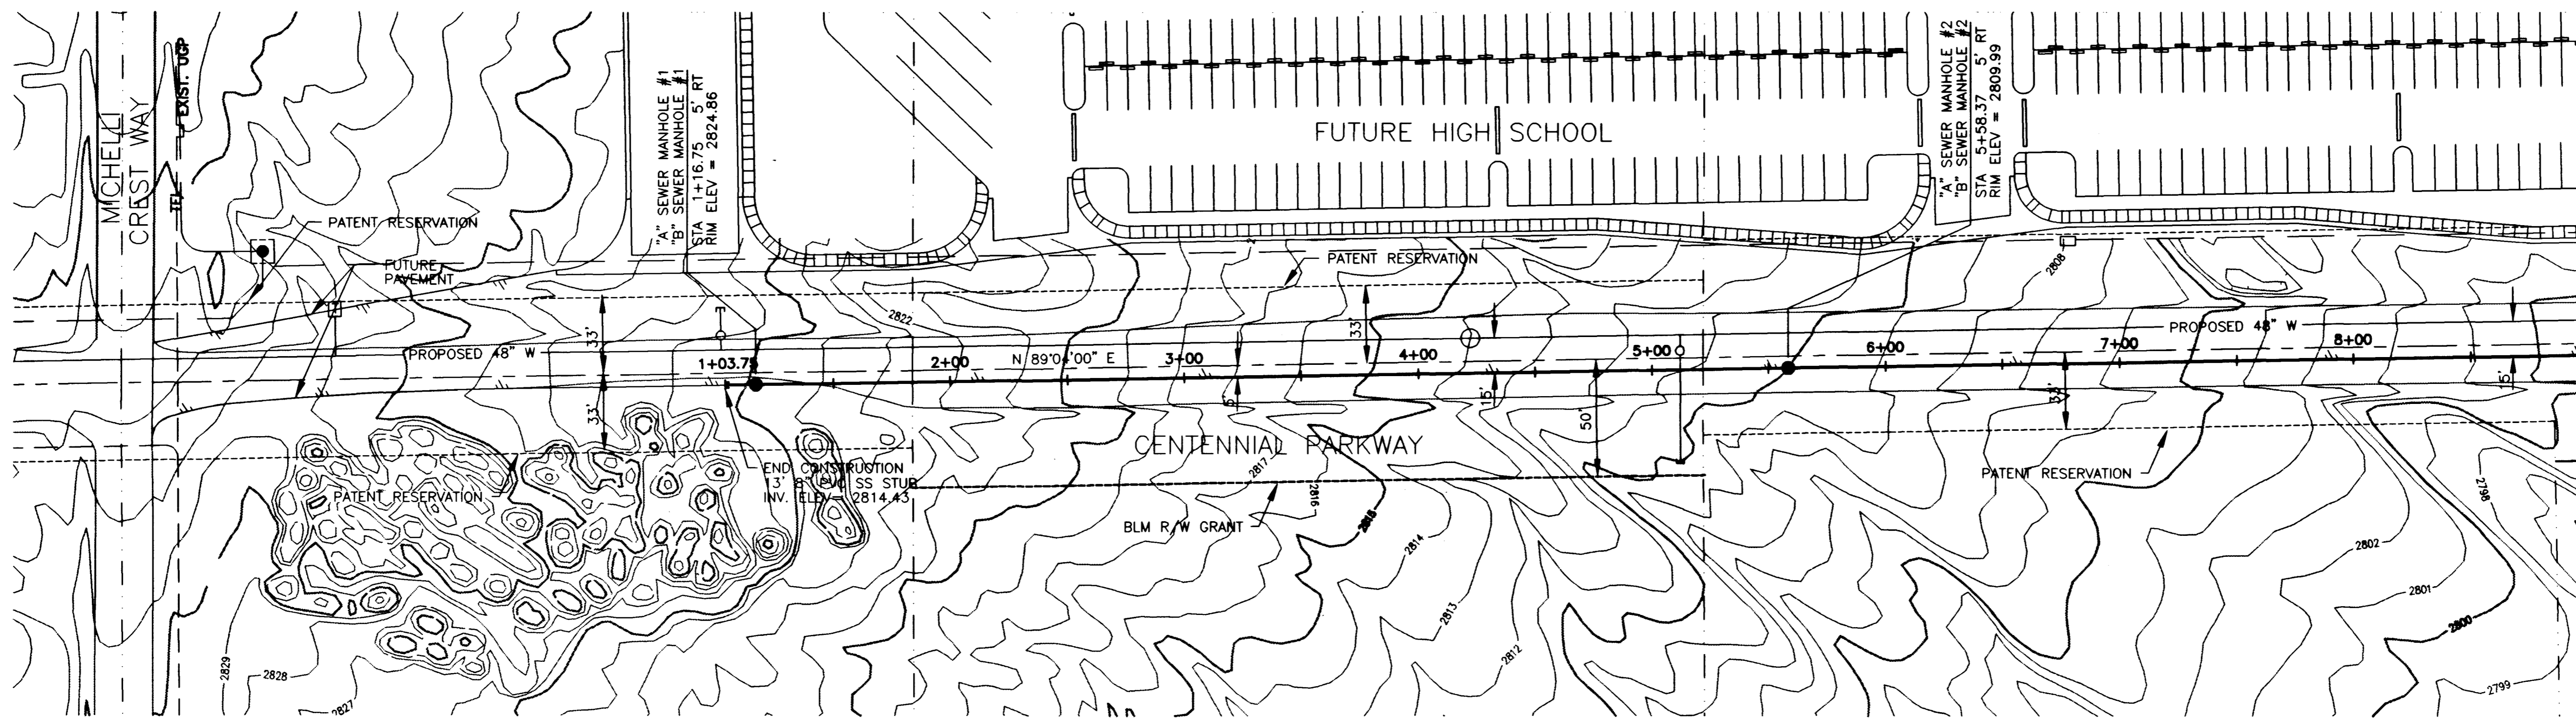 MICHELLI
CREST WAY
EXIST. UGP
TEL
PATENT RESERVATION
FUTURE
PAVEMENT
"A" SEWER MANHOLE #1
"B" SEWER MANHOLE #1
STA 1+16.75 5' RT
RIM ELEV = 2824.86
FUTURE HIGH SCHOOL
"A" SEWER MANHOLE #2
"B" SEWER MANHOLE #2
STA 5+58.37 5' RT
RIM ELEV = 2809.99
PATENT RESERVATION
2808
2822
33'
33'
PROPOSED 48" W
PROPOSED 48" W
1+03.75
2+00
N 89°04'00" E
3+00
4+00
5+00
6+00
7+00
8+00
33'
33'
5'
15'
50'
15'
CENTENNIAL PARKWAY
END CONSTRUCTION
13' 8" PVC SS STUB
INV. ELEV= 2814.43
PATENT RESERVATION
PATENT RESERVATION
BLM R/W GRANT
2817
2816
2815
2814
2813
2812
2798
2802
2801
2800
2799
2829
2828
2827